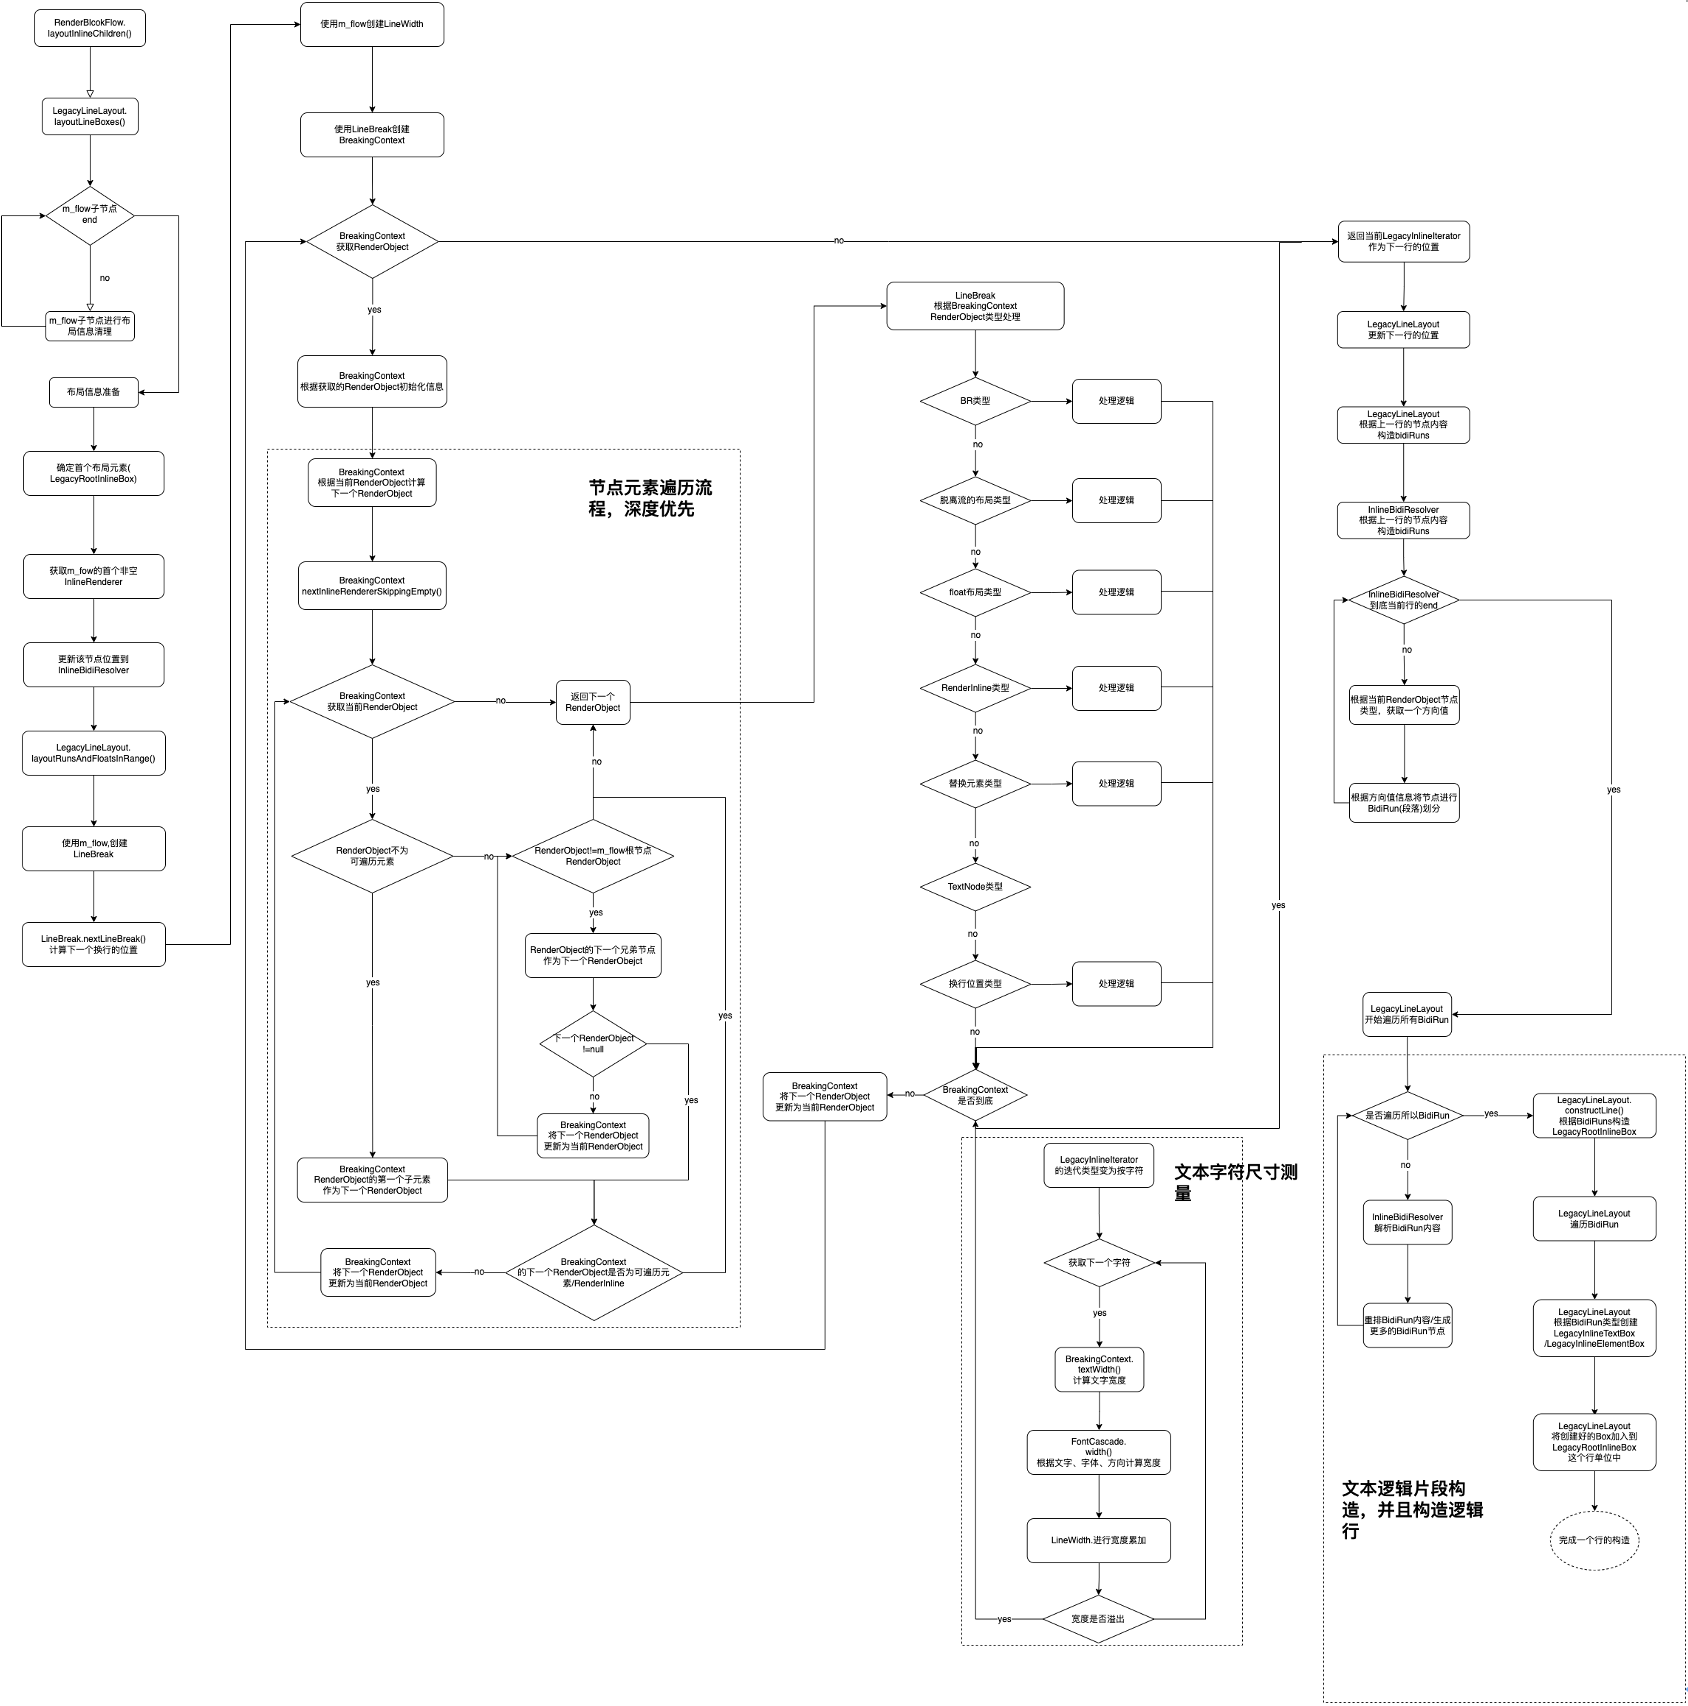 RenderBlcokFlow.
layoutInlineChildren()
LegacyLineLayout.
layoutLineBoxes()
m_flow子节点
end
no
m_flow子节点进行布
局信息清理
布局信息准备
确定首个布局元素(
LegacyRootInlineBox)
获取m_fow的首个非空
InlineRenderer
更新该节点位置到
InlineBidiResolver
LegacyLineLayout.
layoutRunsAndFloatsInRange()
使用m_flow,创建
LineBreak
LineBreak.nextLineBreak()
计算下一个换行的位置
使用m_flow创建LineWidth
使用LineBreak创建
BreakingContext
BreakingContext
获取RenderObject
no
yes
BreakingContext
根据获取的RenderObject初始化信息
节点元素遍历流
程，深度优先
BreakingContext
根据当前RenderObject计算
下一个RenderObject
BreakingContext
nextInlineRendererSkippingEmpty()
BreakingContext
获取当前RenderObject
no
返回下一个
RenderObject
yes
no
RenderObject不为
可遍历元素
no
RenderObject!=m_flow根节点
RenderObject
yes
RenderObject的下一个兄弟节点
作为下一个RenderObejct
yes
下一个RenderObject
!=null
yes
no
yes
BreakingContext
将下一个RenderObject
更新为当前RenderObject
BreakingContext
RenderObject的第一个子元素
作为下一个RenderObject
BreakingContext
的下一个RenderObject是否为可遍历元
素/RenderInline
no
BreakingContext
将下一个RenderObject
更新为当前RenderObject
LineBreak
根据BreakingContext
RenderObject类型处理
BR类型
处理逻辑
no
脱离流的布局类型
处理逻辑
no
float布局类型
处理逻辑
no
RenderInline类型
处理逻辑
no
替换元素类型
处理逻辑
no
TextNode类型
no
换行位置类型
处理逻辑
no
BreakingContext
是否到底
no
BreakingContext
将下一个RenderObject
更新为当前RenderObject
yes
文本字符尺寸测
量
LegacyInlineIterator
的迭代类型变为按字符
获取下一个字符
yes
BreakingContext.
textWidth()
计算文字宽度
FontCascade.
width()
根据文字、字体、方向计算宽度
LineWidth.进行宽度累加
宽度是否溢出
yes
返回当前LegacyInlineIterator
作为下一行的位置
LegacyLineLayout
更新下一行的位置
LegacyLineLayout
根据上一行的节点内容
构造bidiRuns
InlineBidiResolver
根据上一行的节点内容
构造bidiRuns
InlineBidiResolver
到底当前行的end
no
根据当前RenderObject节点
类型，获取一个方向值
根据方向值信息将节点进行
BidiRun(段落)划分
yes
LegacyLineLayout
开始遍历所有BidiRun
是否遍历所以BidiRun
yes
no
InlineBidiResolver
解析BidiRun内容
重排BidiRun内容/生成
更多的BidiRun节点
LegacyLineLayout.
constructLine()
根据BidiRuns构造
LegacyRootInlineBox
LegacyLineLayout
遍历BidiRun
LegacyLineLayout
根据BidiRun类型创建
LegacyInlineTextBox
/LegacyInlineElementBox
LegacyLineLayout
将创建好的Box加入到
LegacyRootInlineBox
这个行单位中
完成一个行的构造
文本逻辑片段构
造，并且构造逻辑
行